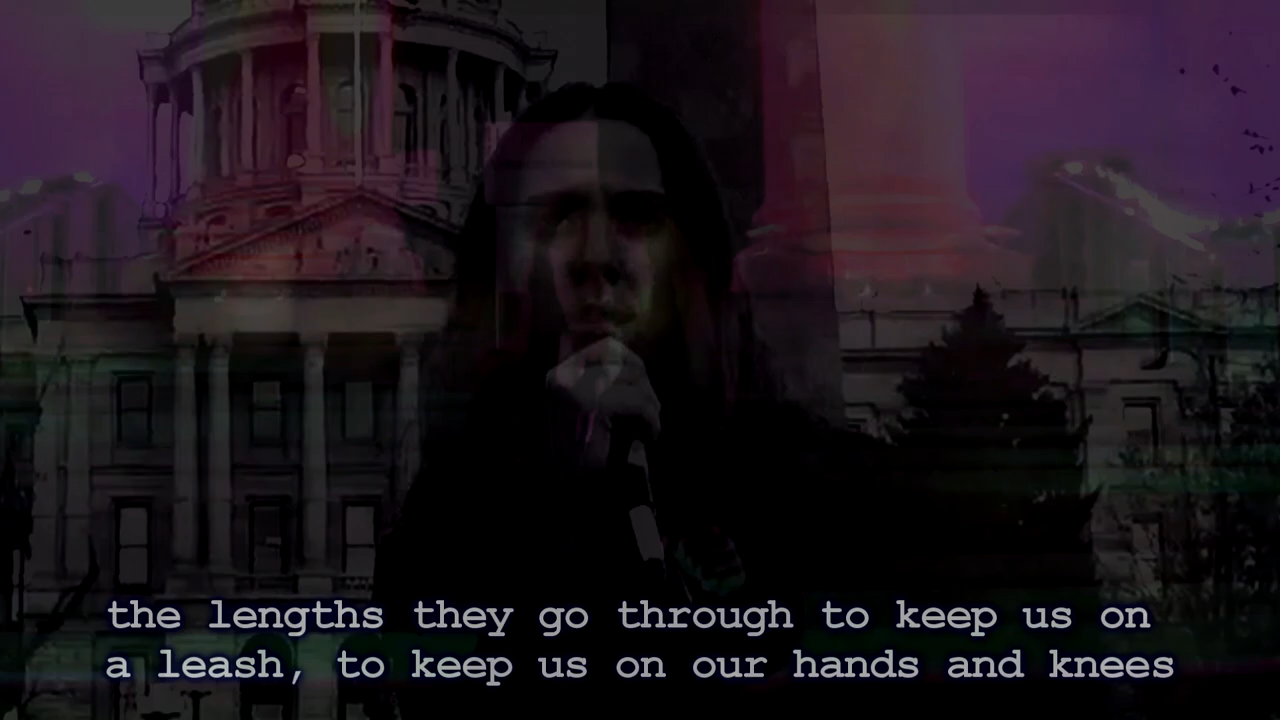 the lengths they go through to keep us on
a leash, to keep us on our hands and knees